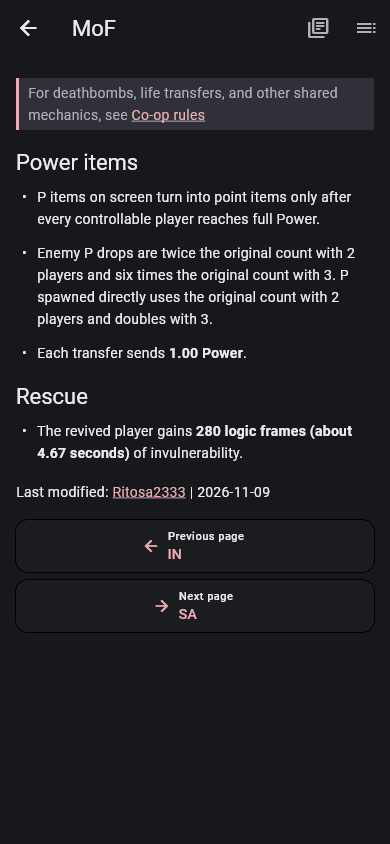 MoF
For deathbombs, life transfers, and other shared
mechanics, see Co-op rules
Power items
• P items on screen turn into point items only after
every controllable player reaches full Power.
• Enemy P drops are twice the original count with 2
players and six times the original count with 3. P
spawned directly uses the original count with 2
players and doubles with 3.
• Each transfer sends 1.00 Power.
Rescue
• The revived player gains 280 logic frames (about
4.67 seconds) of invulnerability.
Last modified: Ritosa2333 | 2026-11-09
Previous page
IN
Next page
SA